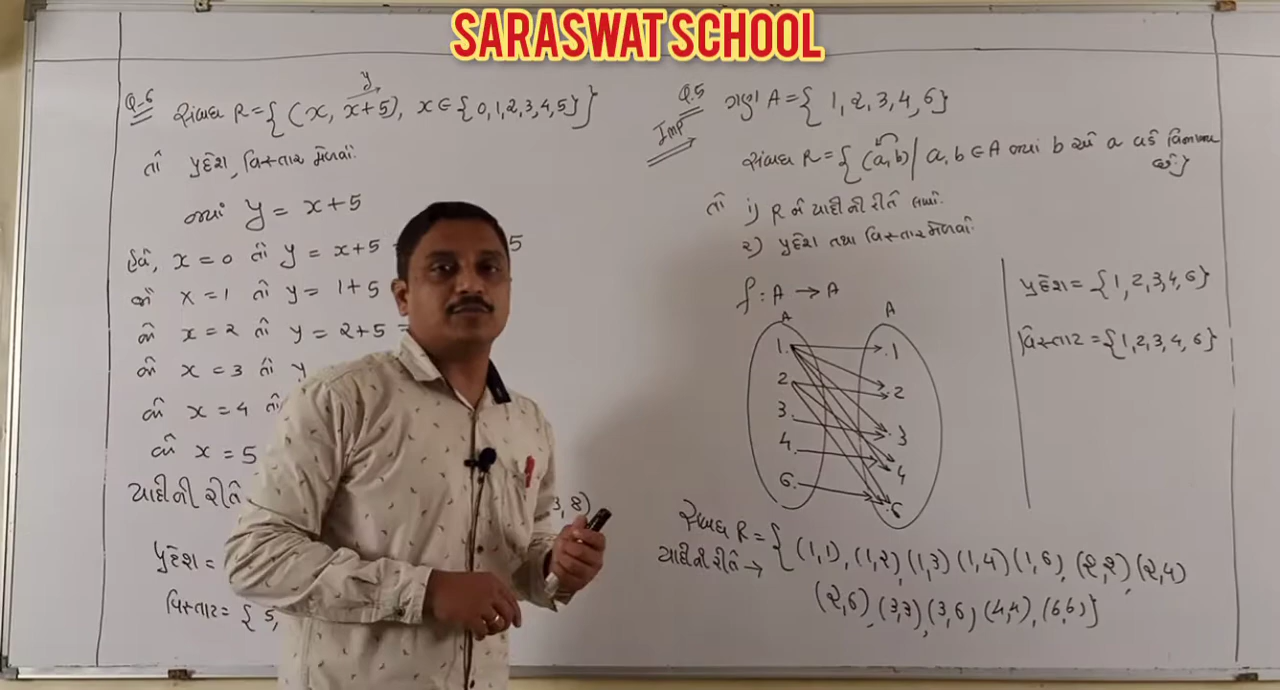 SARASWAT SCHOOL
Q-6 સંબંધ R = { (x, x+5), x ∈ {0,1,2,3,4,5} }
y
તો પ્રદેશ, વિસ્તાર મેળવો.
જ્યાં y = x+5
હવે, x = 0 તો y = x+5 5
જો x = 1 તો y = 1+5
જો x = 2 તો y = 2+5 =
જો x = 3 તો y
જો x = 4 તો
જો x = 5
યાદીની રીતે
3, 8)
પ્રદેશ =
વિસ્તાર = { 5,
Imp Q.5 ગણ A = { 1, 2, 3, 4, 6}
સંબંધ R = { (a, b) / a, b ∈ A જ્યાં b એ a વડે વિભાજ્ય
છે.}
તો i) R ને યાદીની રીતે લખો.
૨) પ્રદેશ તથા વિસ્તાર મેળવો.
f : A → A
A A
1. .1
2 .2
3. .3
4. 4
6. .6
પ્રદેશ = {1, 2, 3, 4, 6}
વિસ્તાર = {1, 2, 3, 4, 6}
સંબંધ R = { (1,1), (1,2), (1,3) (1,4) (1,6), (2,2) (2,4)
યાદીની રીતે →
(2,6), (3,3), (3,6) (4,4), (6,6)}